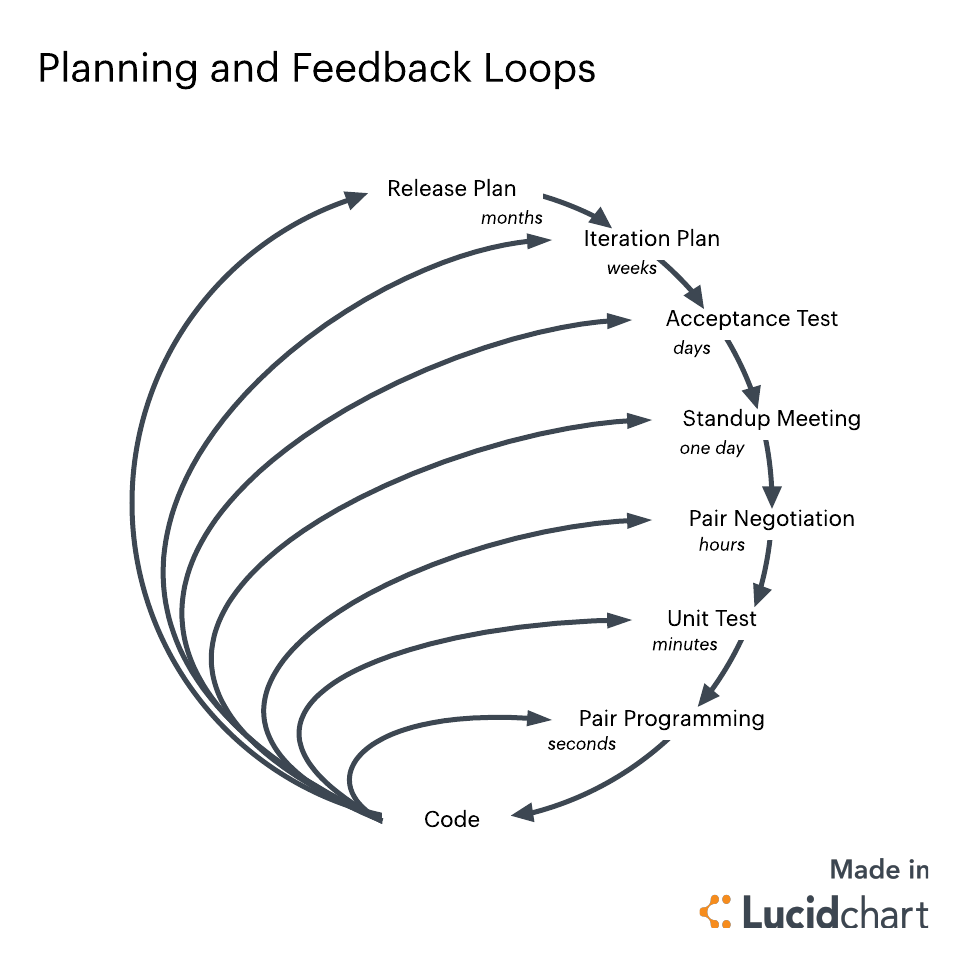 Planning and Feedback Loops
Release Plan
months
Iteration Plan
weeks
Acceptance Test
days
Standup Meeting
one day
Pair Negotiation
hours
Unit Test
minutes
Pair Programming
seconds
Code
Made in
Lucidchart